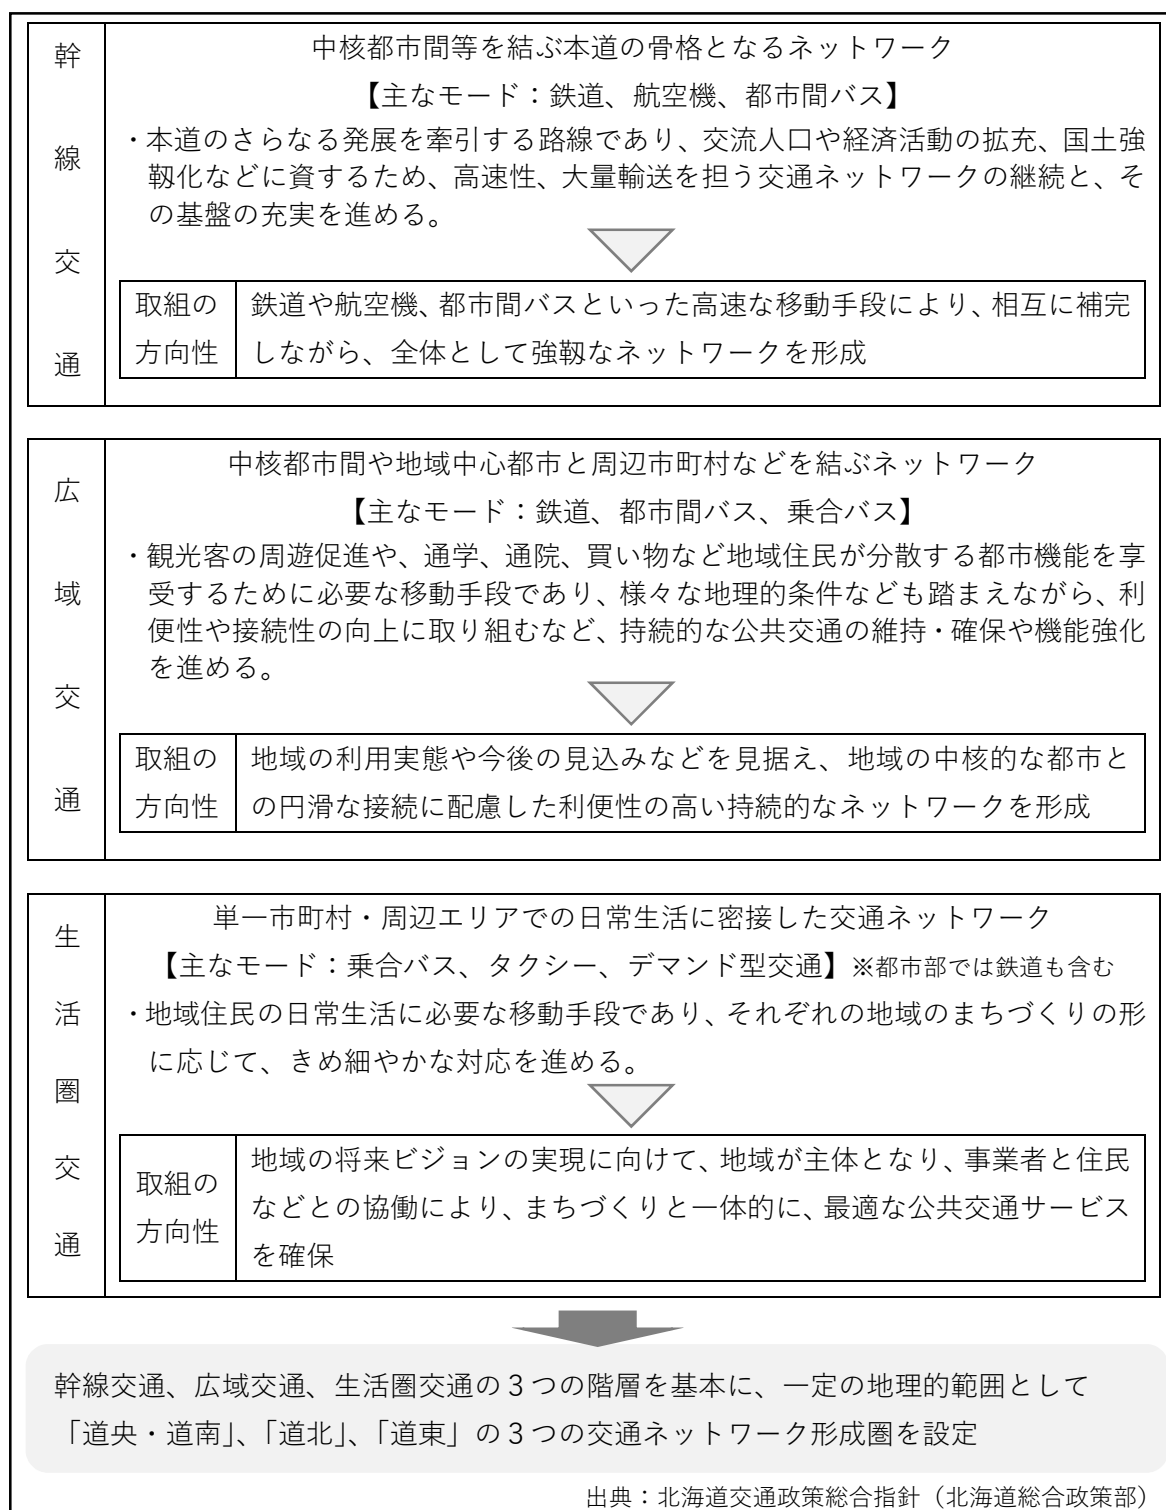 幹線交通
中核都市間等を結ぶ本道の骨格となるネットワーク
【主なモード：鉄道、航空機、都市間バス】
・本道のさらなる発展を牽引する路線であり、交流人口や経済活動の拡充、国土強
靱化などに資するため、高速性、大量輸送を担う交通ネットワークの継続と、そ
の基盤の充実を進める。
取組の
方向性
鉄道や航空機、都市間バスといった高速な移動手段により、相互に補完
しながら、全体として強靱なネットワークを形成
広域交通
中核都市間や地域中心都市と周辺市町村などを結ぶネットワーク
【主なモード：鉄道、都市間バス、乗合バス】
・観光客の周遊促進や、通学、通院、買い物など地域住民が分散する都市機能を享
受するために必要な移動手段であり、様々な地理的条件なども踏まえながら、利
便性や接続性の向上に取り組むなど、持続的な公共交通の維持・確保や機能強化
を進める。
取組の
方向性
地域の利用実態や今後の見込みなどを見据え、地域の中核的な都市と
の円滑な接続に配慮した利便性の高い持続的なネットワークを形成
生活圏交通
単一市町村・周辺エリアでの日常生活に密接した交通ネットワーク
【主なモード：乗合バス、タクシー、デマンド型交通】※都市部では鉄道も含む
・地域住民の日常生活に必要な移動手段であり、それぞれの地域のまちづくりの形
に応じて、きめ細やかな対応を進める。
取組の
方向性
地域の将来ビジョンの実現に向けて、地域が主体となり、事業者と住民
などとの協働により、まちづくりと一体的に、最適な公共交通サービス
を確保
幹線交通、広域交通、生活圏交通の３つの階層を基本に、一定の地理的範囲として
「道央・道南」、「道北」、「道東」の３つの交通ネットワーク形成圏を設定
出典：北海道交通政策総合指針（北海道総合政策部）